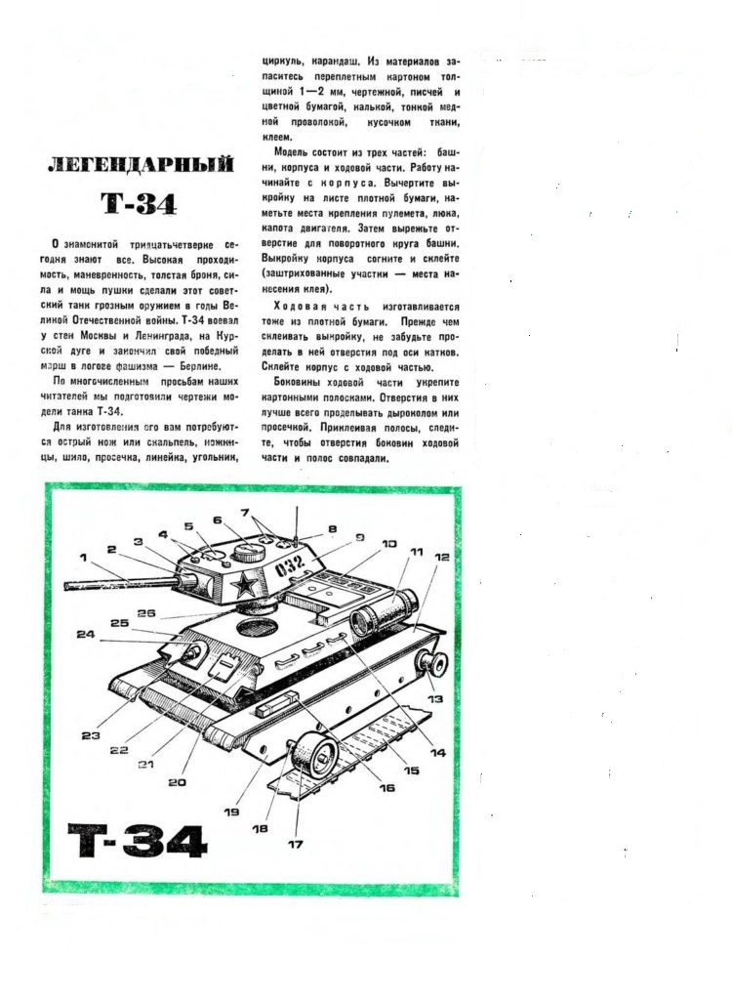 ЛЕГЕНДАРНЫЙ
Т-34
О знаменитой тридцатьчетверке се-
годня знают все. Высокая проходи-
мость, маневренность, толстая броня, си-
ла и мощь пушки сделали этот совет-
ский танк грозным оружием в годы Ве-
ликой Отечественной войны. Т-34 воевал
у стен Москвы и Ленинграда, на Кур-
ской дуге и закончил свой победный
марш в логове фашизма — Берлине.
По многочисленным просьбам наших
читателей мы подготовили чертежи мо-
дели танка Т-34.
Для изготовления его вам потребуют-
ся острый нож или скальпель, ножни-
цы, шило, просечка, линейка, угольник,
циркуль, карандаш. Из материалов за-
паситесь переплетным картоном тол-
щиной 1—2 мм, чертежной, писчей и
цветной бумагой, калькой, тонкой мед-
ной проволокой, кусочком ткани,
клеем.
Модель состоит из трех частей: баш-
ни, корпуса и ходовой части. Работу на-
чинайте с корпуса. Вычертите вы-
кройку на листе плотной бумаги, на-
метьте места крепления пулемета, люка,
капота двигателя. Затем вырежьте от-
верстие для поворотного круга башни.
Выкройку корпуса согните и склейте
(заштрихованные участки — места на-
несения клея).
Ходовая часть изготавливается
тоже из плотной бумаги. Прежде чем
склеивать выкройку, не забудьте про-
делать в ней отверстия под оси катков.
Склейте корпус с ходовой частью.
Боковины ходовой части укрепите
картонными полосками. Отверстия в них
лучше всего проделывать дыроколом или
просечкой. Приклеивая полосы, следи-
те, чтобы отверстия боковин ходовой
части и полос совпадали.
1
2
3
4
5
6
7
8
9
10
11
12
032
26
25
24
23
22
21
20
19
18
17
16
15
14
13
Т-34